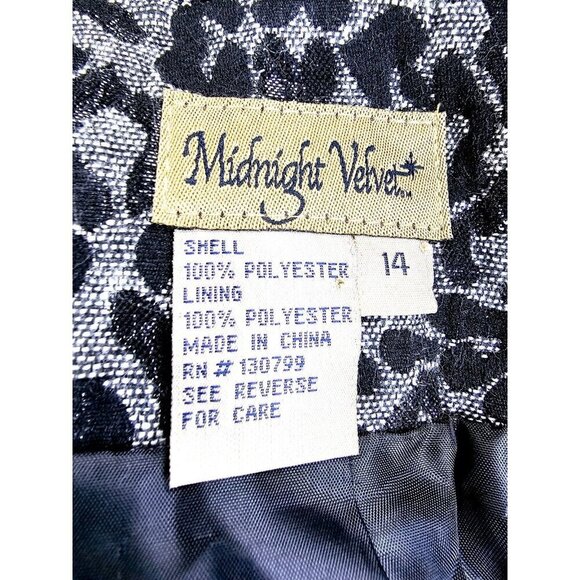 Midnight Velvet
SHELL
100% POLYESTER
LINING
100% POLYESTER
MADE IN CHINA
RN # 130799
SEE REVERSE
FOR CARE
14